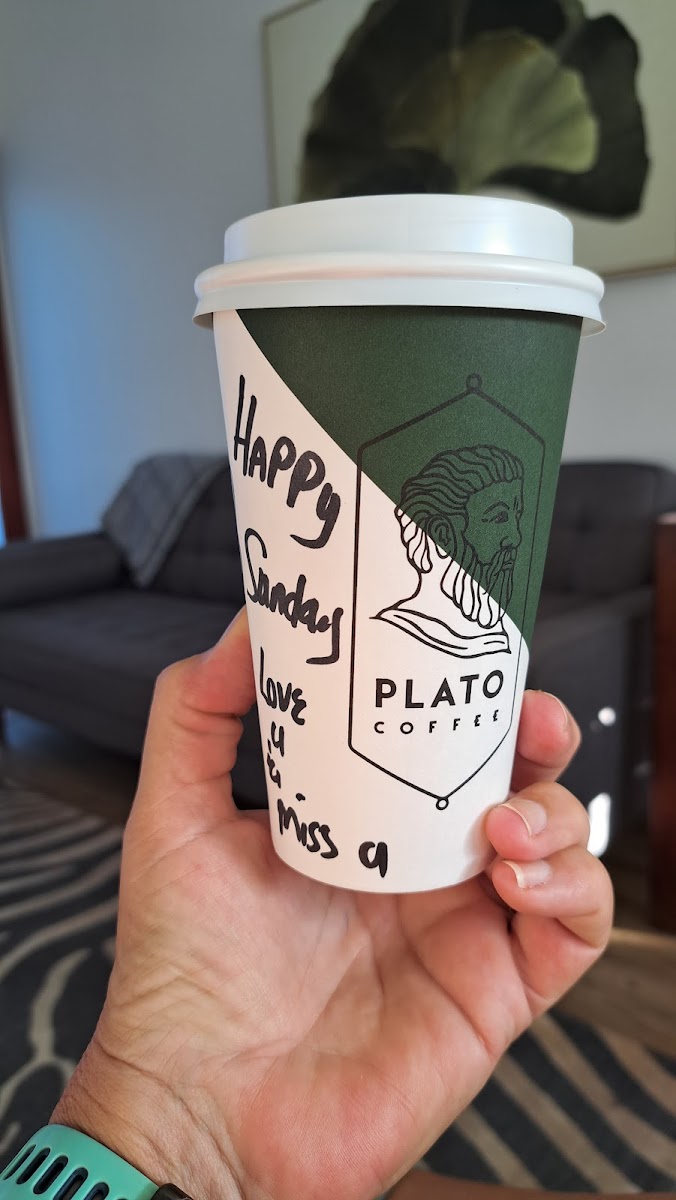 Happy
Sunday
Love
u
miss u
PLATO
COFFEE